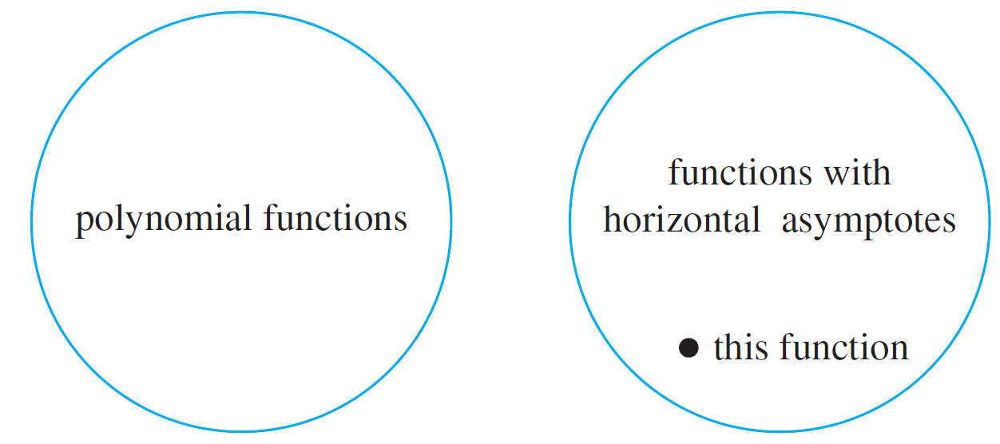 polynomial functions
functions with
horizontal asymptotes
this function